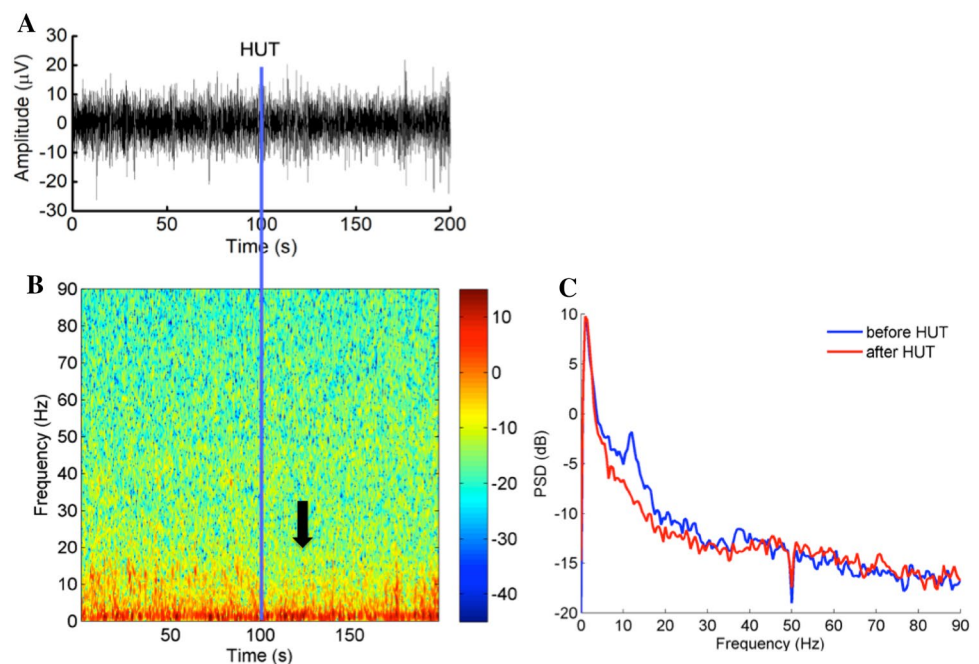 A
HUT
Amplitude (µV)
30
20
10
0
-10
-20
-30
0 50 100 150 200
Time (s)
B
Frequency (Hz)
90
80
70
60
50
40
30
20
10
0
50 100 150
Time (s)
10
0
-10
-20
-30
-40
C
before HUT
after HUT
PSD (dB)
10
5
0
-5
-10
-15
-20
0 10 20 30 40 50 60 70 80 90
Frequency (Hz)